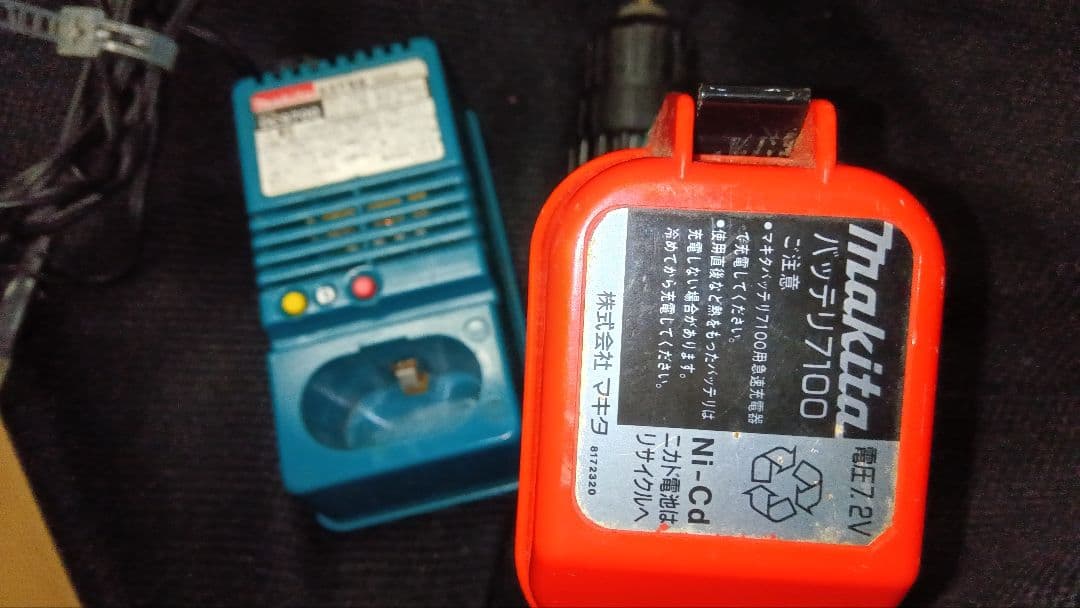 makita
電圧7.2V
バッテリ7100
ご注意
●マキタバッテリ7100用急速充電器
で充電してください。
●使用直後など熱をもったバッテリは
充電しない場合があります。
冷めてから充電してください。
株式会社 マキタ
Ni-Cd
ニカド電池は
リサイクルへ
8172320